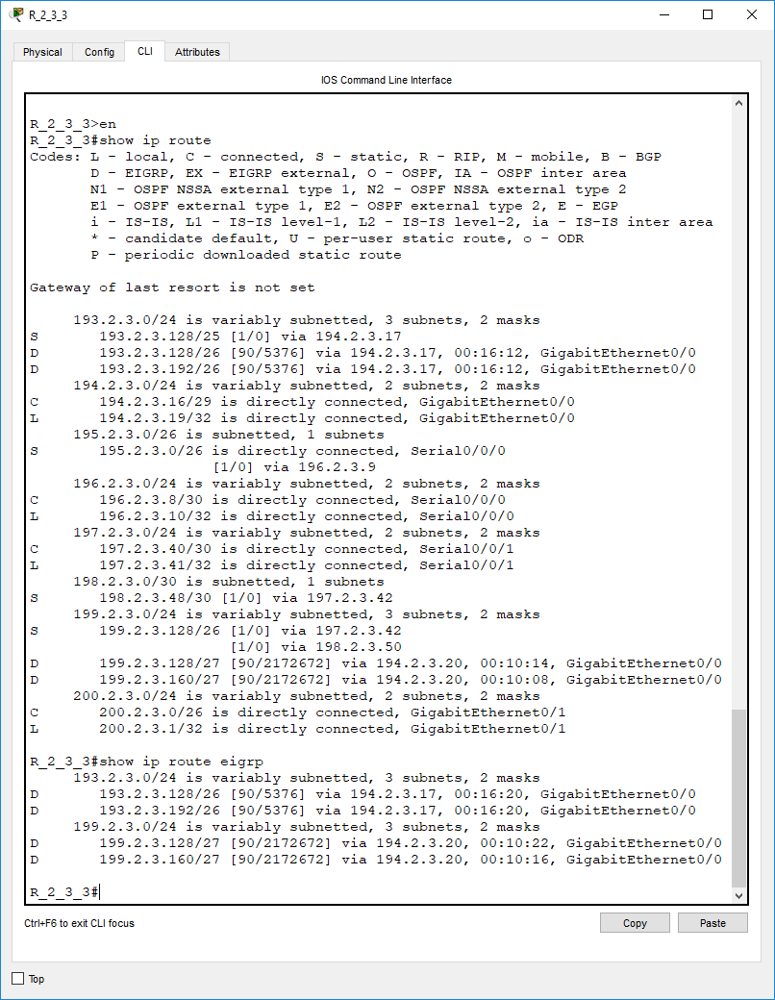 R_2_3_3
Physical Config CLI Attributes
IOS Command Line Interface
R_2_3_3>en
R_2_3_3#show ip route
Codes: L - local, C - connected, S - static, R - RIP, M - mobile, B - BGP
       D - EIGRP, EX - EIGRP external, O - OSPF, IA - OSPF inter area
       N1 - OSPF NSSA external type 1, N2 - OSPF NSSA external type 2
       E1 - OSPF external type 1, E2 - OSPF external type 2, E - EGP
       i - IS-IS, L1 - IS-IS level-1, L2 - IS-IS level-2, ia - IS-IS inter area
       * - candidate default, U - per-user static route, o - ODR
       P - periodic downloaded static route
Gateway of last resort is not set
     193.2.3.0/24 is variably subnetted, 3 subnets, 2 masks
S       193.2.3.128/25 [1/0] via 194.2.3.17
D       193.2.3.128/26 [90/5376] via 194.2.3.17, 00:16:12, GigabitEthernet0/0
D       193.2.3.192/26 [90/5376] via 194.2.3.17, 00:16:12, GigabitEthernet0/0
     194.2.3.0/24 is variably subnetted, 2 subnets, 2 masks
C       194.2.3.16/29 is directly connected, GigabitEthernet0/0
L       194.2.3.19/32 is directly connected, GigabitEthernet0/0
     195.2.3.0/26 is subnetted, 1 subnets
S       195.2.3.0/26 is directly connected, Serial0/0/0
                     [1/0] via 196.2.3.9
     196.2.3.0/24 is variably subnetted, 2 subnets, 2 masks
C       196.2.3.8/30 is directly connected, Serial0/0/0
L       196.2.3.10/32 is directly connected, Serial0/0/0
     197.2.3.0/24 is variably subnetted, 2 subnets, 2 masks
C       197.2.3.40/30 is directly connected, Serial0/0/1
L       197.2.3.41/32 is directly connected, Serial0/0/1
     198.2.3.0/30 is subnetted, 1 subnets
S       198.2.3.48/30 [1/0] via 197.2.3.42
     199.2.3.0/24 is variably subnetted, 3 subnets, 2 masks
S       199.2.3.128/26 [1/0] via 197.2.3.42
                       [1/0] via 198.2.3.50
D       199.2.3.128/27 [90/2172672] via 194.2.3.20, 00:10:14, GigabitEthernet0/0
D       199.2.3.160/27 [90/2172672] via 194.2.3.20, 00:10:08, GigabitEthernet0/0
     200.2.3.0/24 is variably subnetted, 2 subnets, 2 masks
C       200.2.3.0/26 is directly connected, GigabitEthernet0/1
L       200.2.3.1/32 is directly connected, GigabitEthernet0/1
R_2_3_3#show ip route eigrp
     193.2.3.0/24 is variably subnetted, 3 subnets, 2 masks
D       193.2.3.128/26 [90/5376] via 194.2.3.17, 00:16:20, GigabitEthernet0/0
D       193.2.3.192/26 [90/5376] via 194.2.3.17, 00:16:20, GigabitEthernet0/0
     199.2.3.0/24 is variably subnetted, 3 subnets, 2 masks
D       199.2.3.128/27 [90/2172672] via 194.2.3.20, 00:10:22, GigabitEthernet0/0
D       199.2.3.160/27 [90/2172672] via 194.2.3.20, 00:10:16, GigabitEthernet0/0
R_2_3_3#
Ctrl+F6 to exit CLI focus
Copy Paste
Top